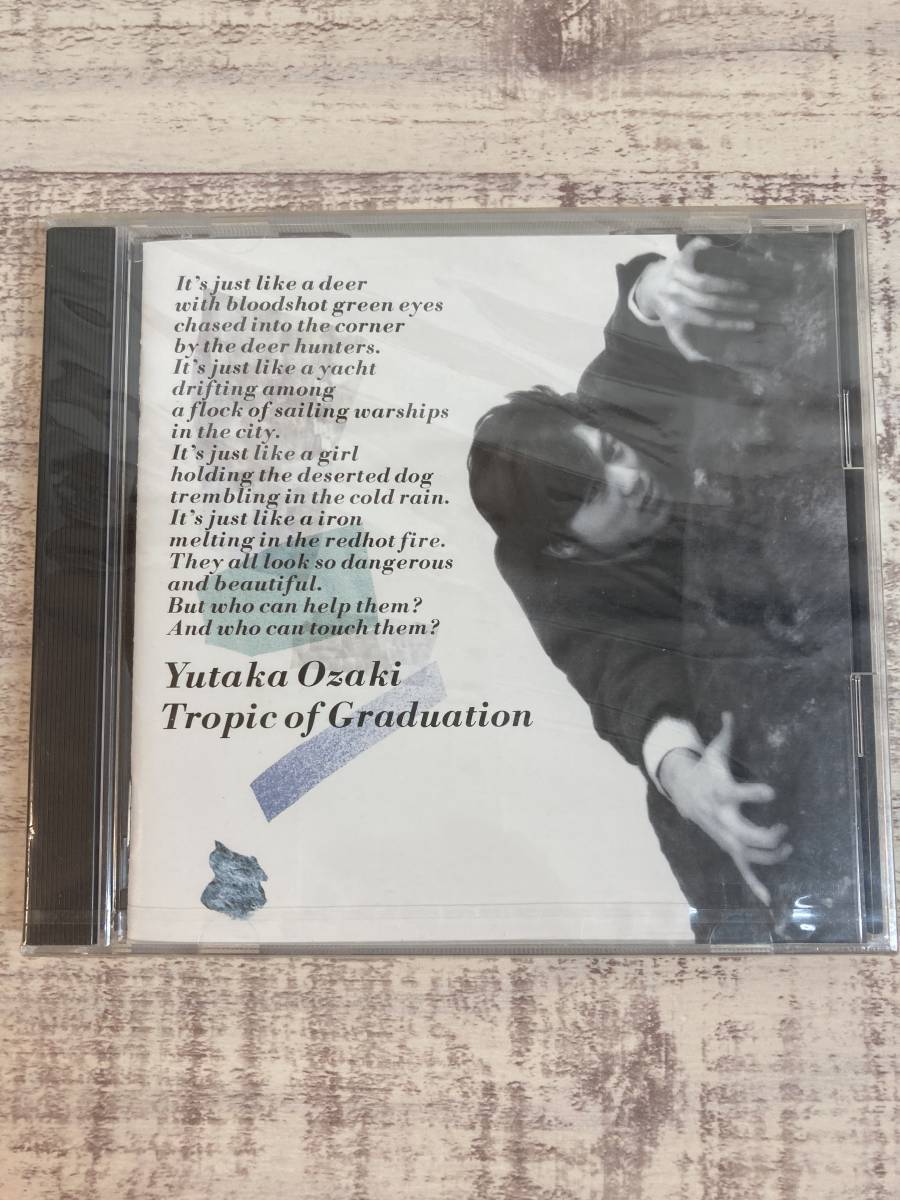 It's just like a deer
with bloodshot green eyes
chased into the corner
by the deer hunters.
It's just like a yacht
drifting among
a flock of sailing warships
in the city.
It's just like a girl
holding the deserted dog
trembling in the cold rain.
It's just like a iron
melting in the redhot fire.
They all look so dangerous
and beautiful.
But who can help them?
And who can touch them?
Yutaka Ozaki
Tropic of Graduation